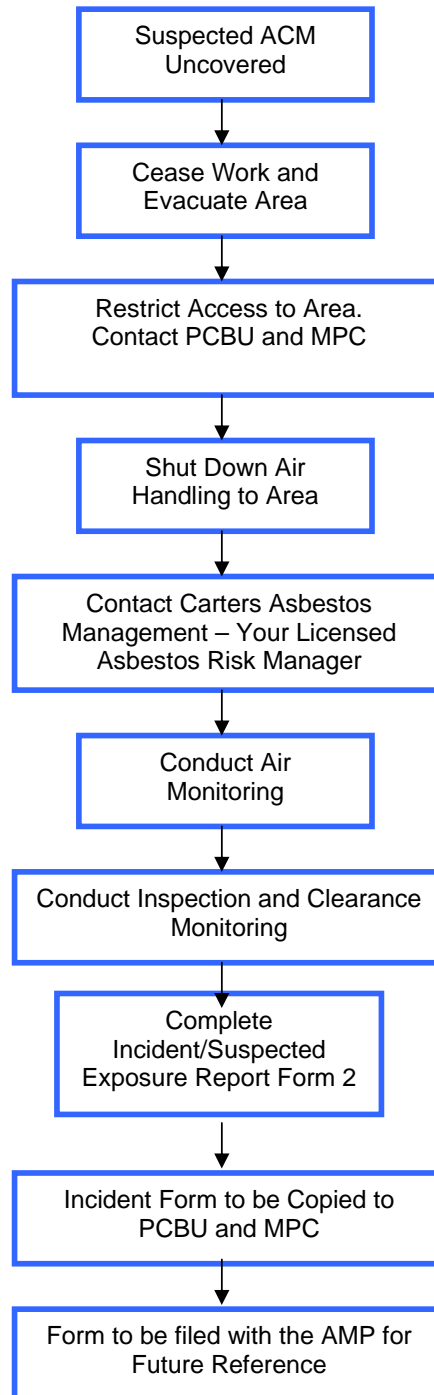 Suspected ACM
Uncovered
Cease Work and
Evacuate Area
Restrict Access to Area.
Contact PCBU and MPC
Shut Down Air
Handling to Area
Contact Carters Asbestos
Management – Your Licensed
Asbestos Risk Manager
Conduct Air
Monitoring
Conduct Inspection and Clearance
Monitoring
Complete
Incident/Suspected
Exposure Report Form 2
Incident Form to be Copied to
PCBU and MPC
Form to be filed with the AMP for
Future Reference